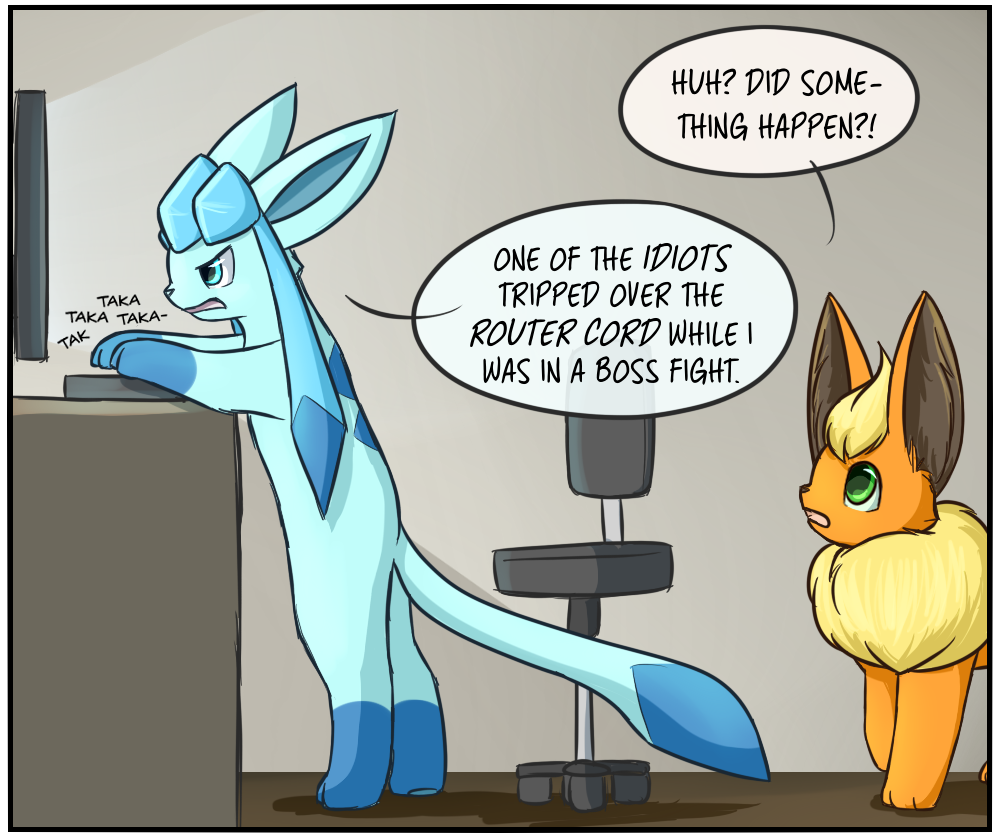 HUH? DID SOME-
THING HAPPEN?!
ONE OF THE IDIOTS
TRIPPED OVER THE
ROUTER CORD WHILE I
WAS IN A BOSS FIGHT.
TAKA
TAKA TAKA-
TAK